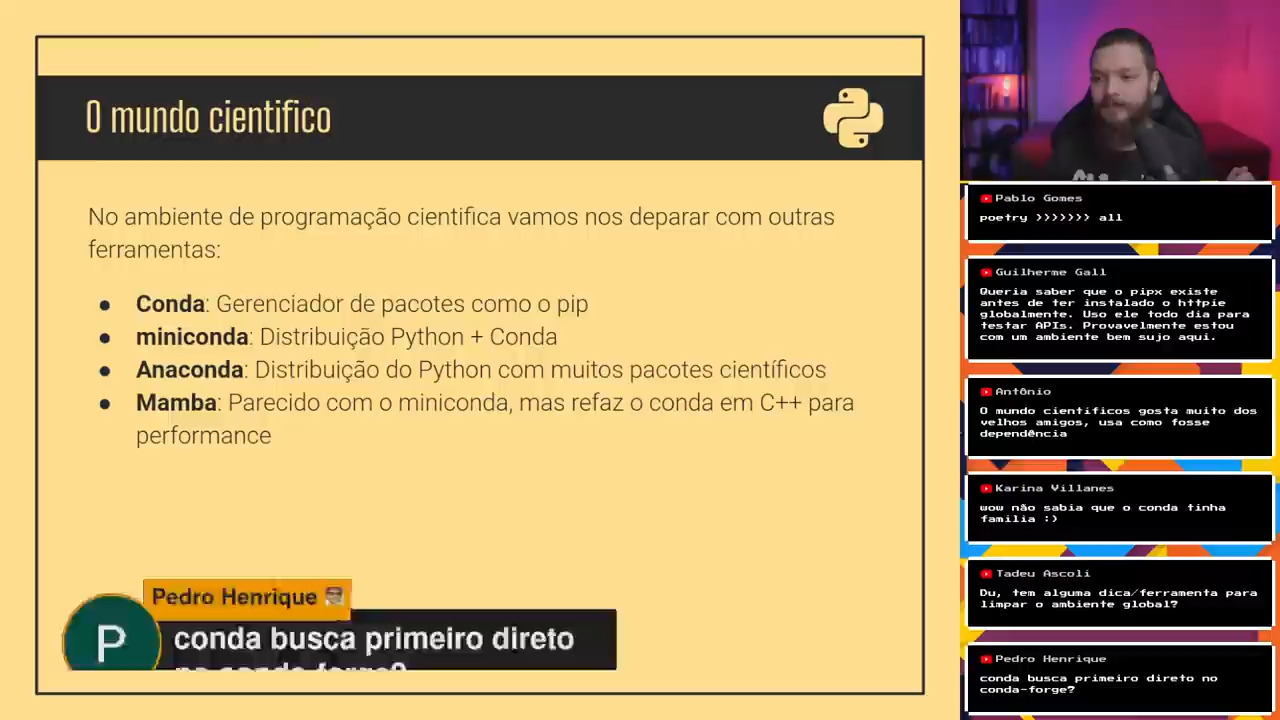 O mundo cientifico
No ambiente de programação cientifica vamos nos deparar com outras
ferramentas:
● Conda: Gerenciador de pacotes como o pip
● miniconda: Distribuição Python + Conda
● Anaconda: Distribuição do Python com muitos pacotes científicos
● Mamba: Parecido com o miniconda, mas refaz o conda em C++ para
performance
Pedro Henrique
P
conda busca primeiro direto
no conda-forge?
Pablo Gomes
poetry >>>>>>> all
Guilherme Gall
Queria saber que o pipx existe
antes de ter instalado o httpie
globalmente. Uso ele todo dia para
testar APIs. Provavelmente estou
com um ambiente bem sujo aqui.
Antônio
O mundo cientificos gosta muito dos
velhos amigos, usa como fosse
dependência
Karina Villanes
wow não sabia que o conda tinha
familia :)
Tadeu Ascoli
Du, tem alguma dica/ferramenta para
limpar o ambiente global?
Pedro Henrique
conda busca primeiro direto no
conda-forge?